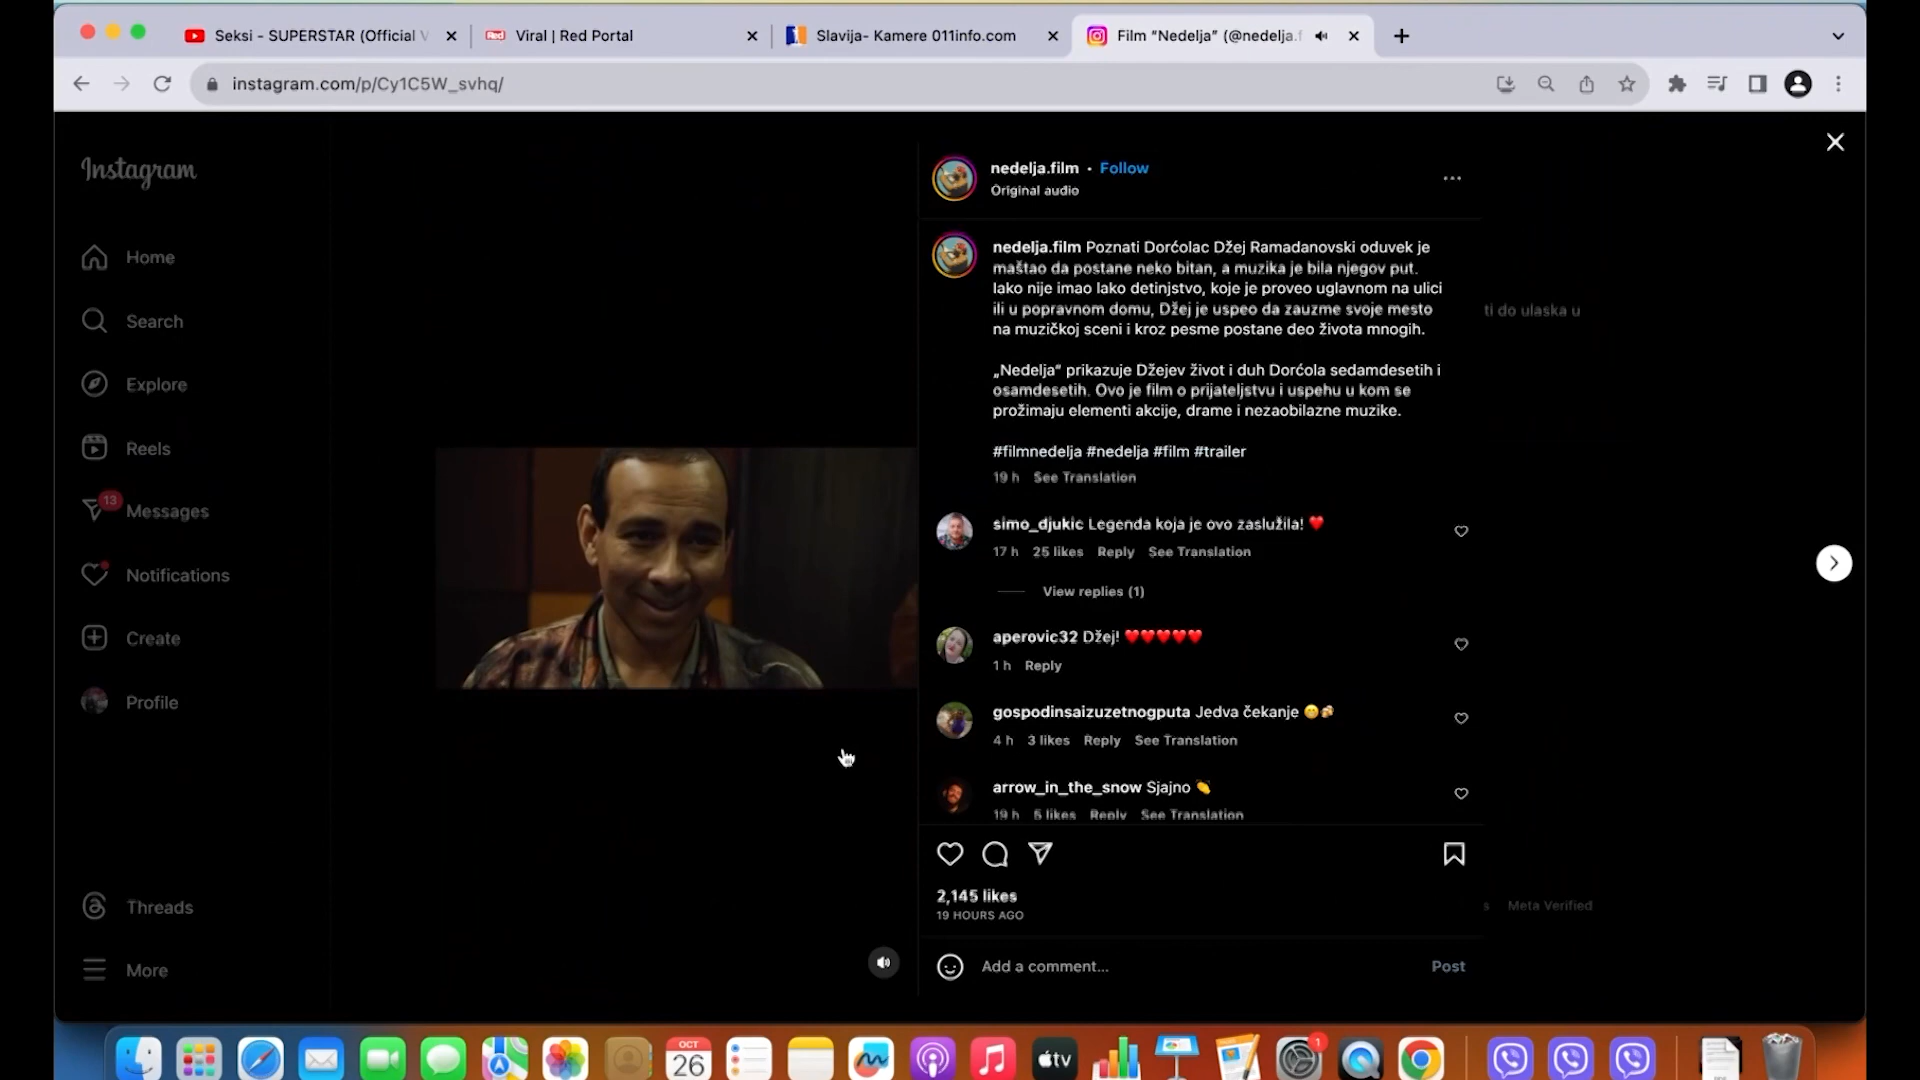 Seksi - SUPERSTAR (Official V
Viral | Red Portal
Slavija- Kamere 011info.com
Film “Nedelja” (@nedelja.f
instagram.com/p/Cy1C5W_svhq/
Instagram
Home
Search
Explore
Reels
13
Messages
Notifications
Create
Profile
Threads
More
nedelja.film • Follow
Original audio
nedelja.film Poznati Dorćolac Džej Ramadanovski oduvek je
maštao da postane neko bitan, a muzika je bila njegov put.
Iako nije imao lako detinjstvo, koje je proveo uglavnom na ulici
ili u popravnom domu, Džej je uspeo da zauzme svoje mesto
na muzičkoj sceni i kroz pesme postane deo života mnogih.
„Nedelja“ prikazuje Džejev život i duh Dorćola sedamdesetih i
osamdesetih. Ovo je film o prijateljstvu i uspehu u kom se
prožimaju elementi akcije, drame i nezaobilazne muzike.
#filmnedelja #nedelja #film #trailer
19 h See Translation
simo_djukic Legenda koja je ovo zaslužila! ❤️
17 h 25 likes Reply See Translation
View replies (1)
aperovic32 Džej! ❤️❤️❤️❤️❤️
1 h Reply
gospodinsaizuzetnogputa Jedva čekanje 😁🍻
4 h 3 likes Reply See Translation
arrow_in_the_snow Sjajno 👏
19 h 5 likes Reply See Translation
2,145 likes
19 HOURS AGO
Add a comment...
Post
ti do ulaska u
s Meta Verified
OCT
26
tv
1